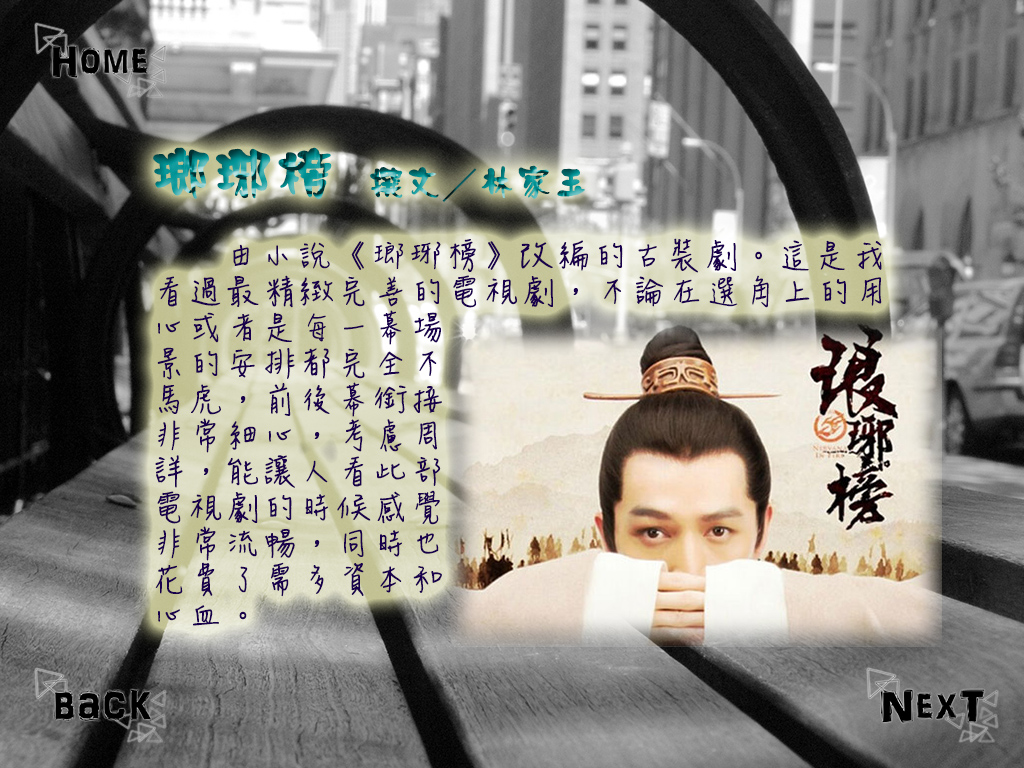 HOME
瑯琊榜 撰文／林家玉
由小說《瑯琊榜》改編的古裝劇。這是我
看過最精緻完善的電視劇，不論在選角上的用
心或者是每一幕場
景的安排都完全不
馬虎，前後幕銜接
非常細心，考慮周
詳，能讓人看此部
電視劇的時候感覺
非常流暢，同時也
花費了需多資本和
心血。
琅琊榜
NIRVANA
IN FIRE
BaCK
NEXT